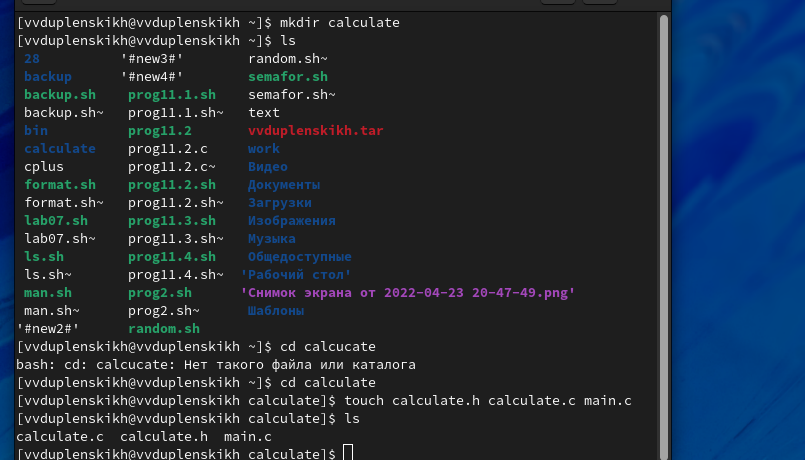 [vvduplenskikh@vvduplenskikh ~]$ mkdir calculate
[vvduplenskikh@vvduplenskikh ~]$ ls
28 '#new3#' random.sh~
backup '#new4#' semafor.sh
backup.sh prog11.1.sh semafor.sh~
backup.sh~ prog11.1.sh~ text
bin prog11.2 vvduplenskikh.tar
calculate prog11.2.c work
cplus prog11.2.c~ Видео
format.sh prog11.2.sh Документы
format.sh~ prog11.2.sh~ Загрузки
lab07.sh prog11.3.sh Изображения
lab07.sh~ prog11.3.sh~ Музыка
ls.sh prog11.4.sh Общедоступные
ls.sh~ prog11.4.sh~ 'Рабочий стол'
man.sh prog2.sh 'Снимок экрана от 2022-04-23 20-47-49.png'
man.sh~ prog2.sh~ Шаблоны
'#new2#' random.sh
[vvduplenskikh@vvduplenskikh ~]$ cd calcucate
bash: cd: calcucate: Нет такого файла или каталога
[vvduplenskikh@vvduplenskikh ~]$ cd calculate
[vvduplenskikh@vvduplenskikh calculate]$ touch calculate.h calculate.c main.c
[vvduplenskikh@vvduplenskikh calculate]$ ls
calculate.c calculate.h main.c
[vvduplenskikh@vvduplenskikh calculate]$